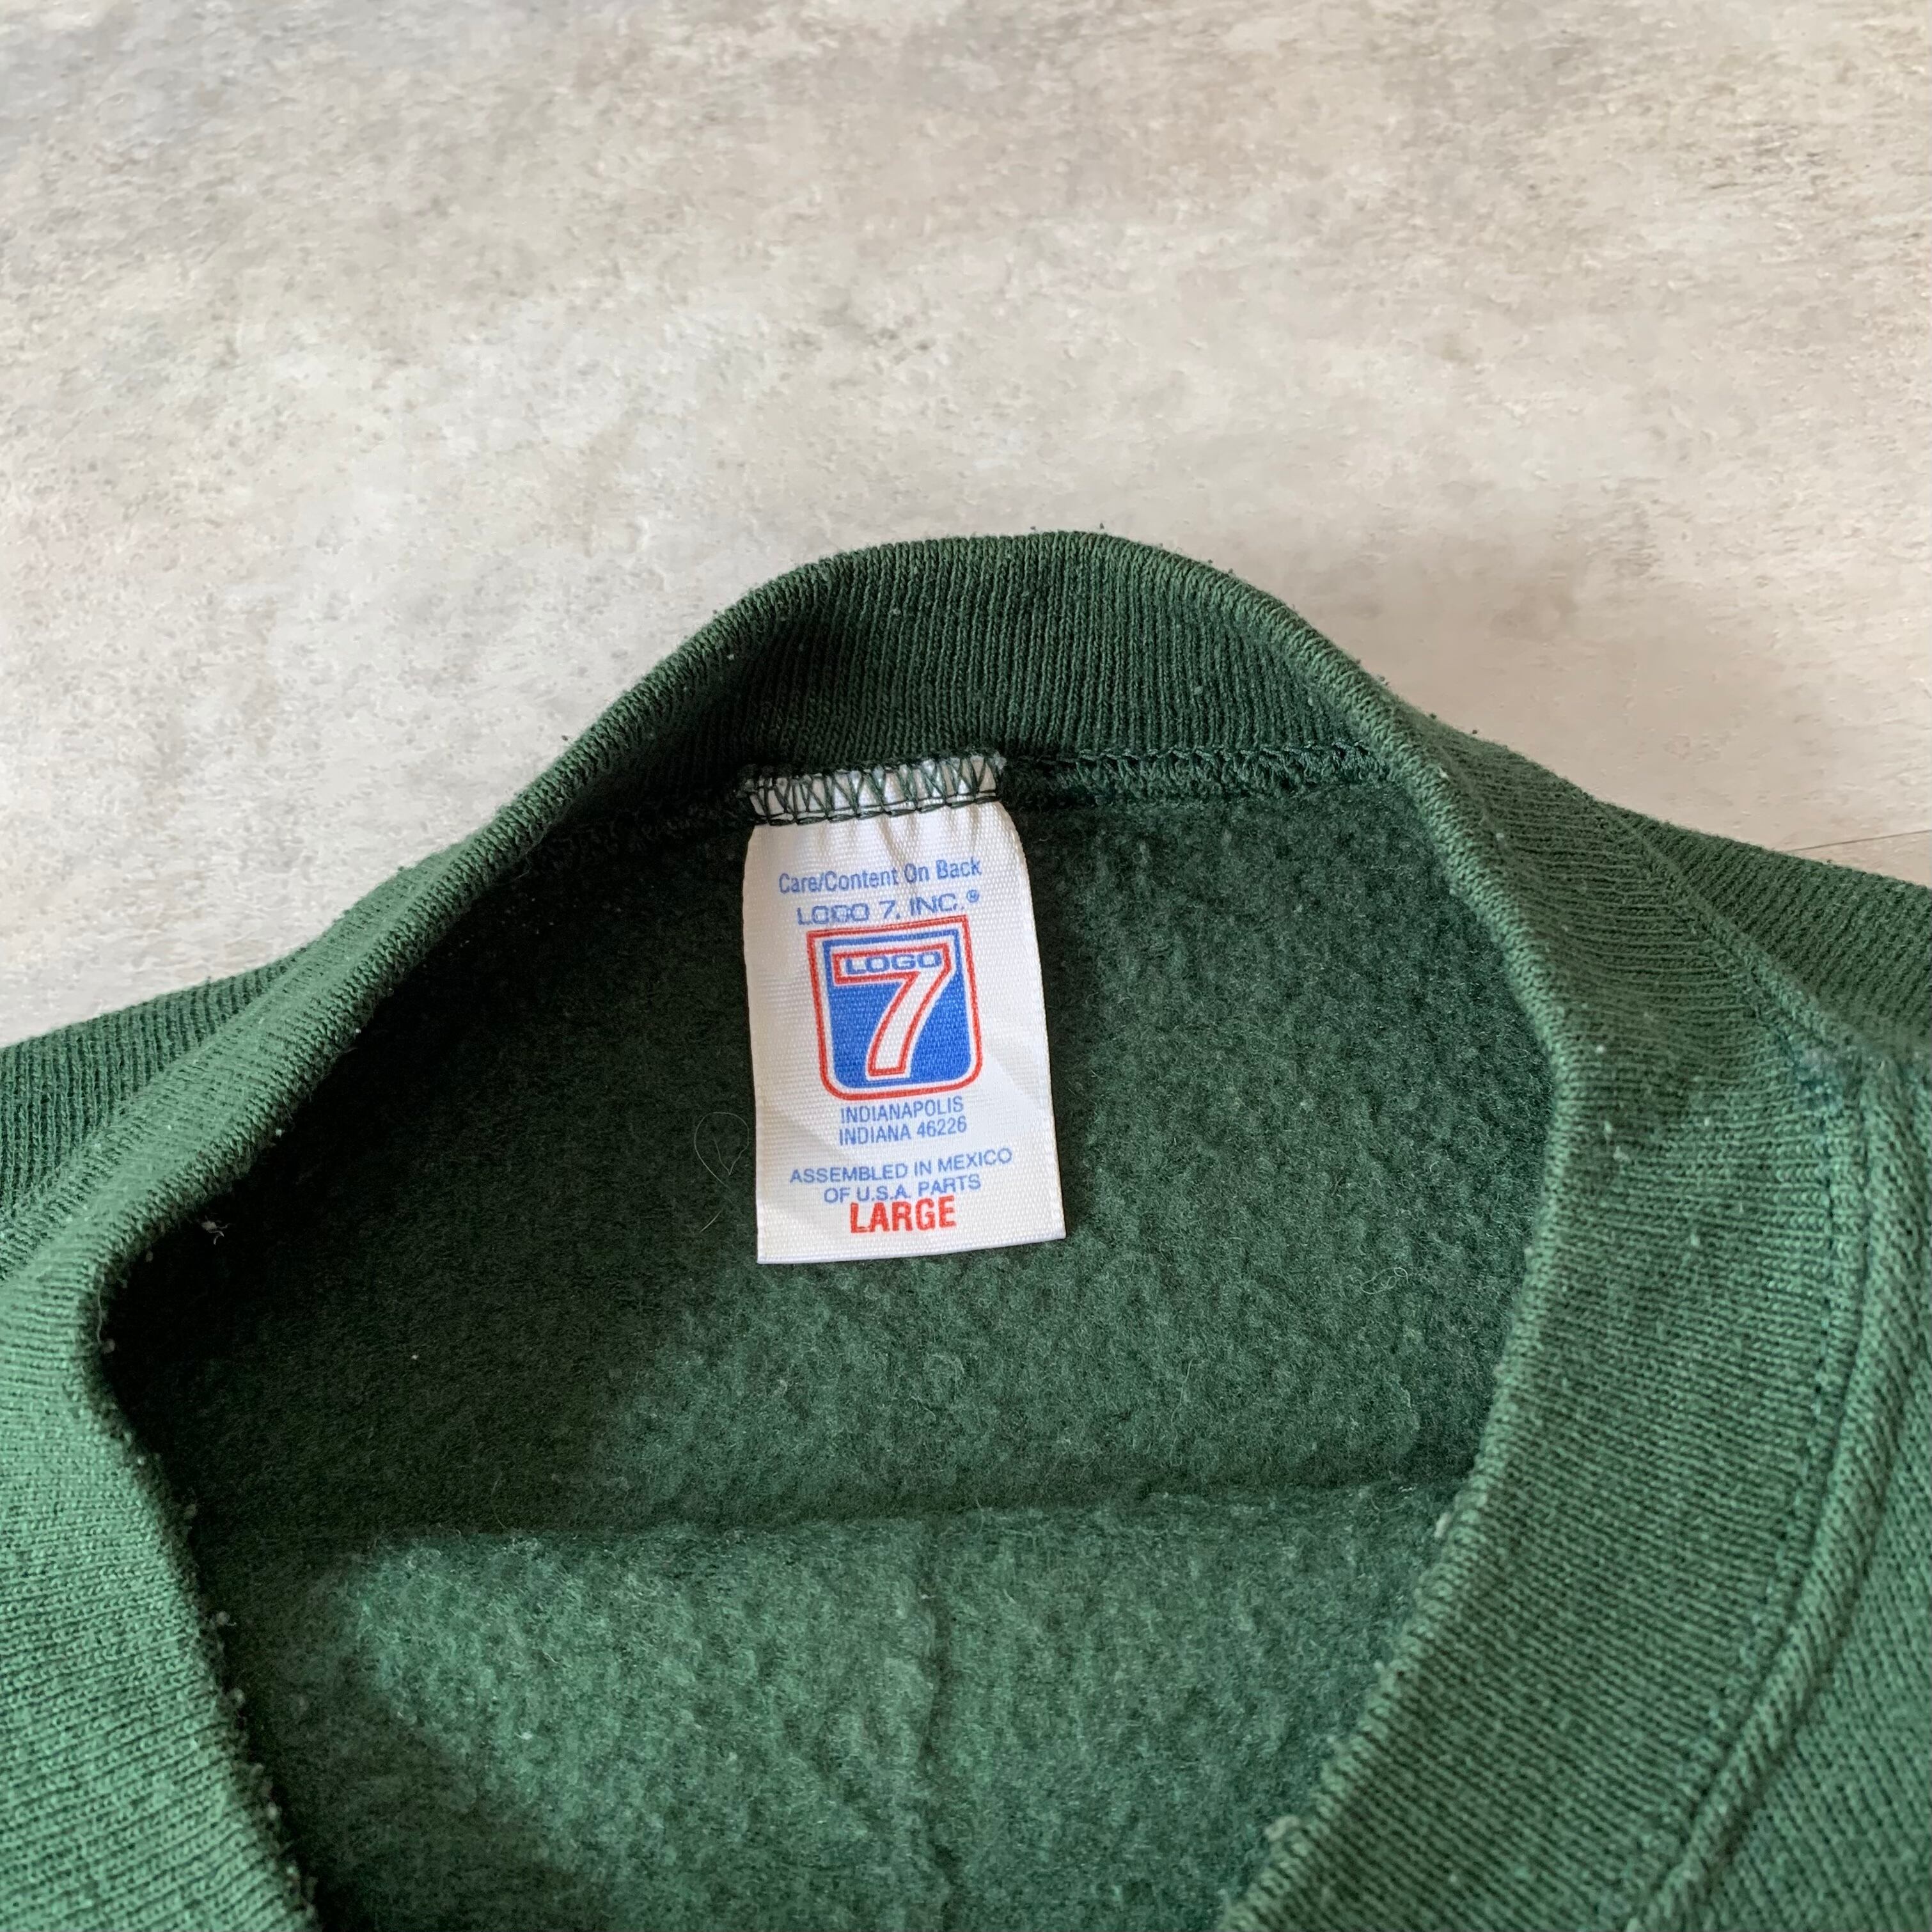 Care/Content On Back
LOGO 7, INC.®
LOGO
7
INDIANAPOLIS
INDIANA 46226
ASSEMBLED IN MEXICO
OF U.S.A. PARTS
LARGE